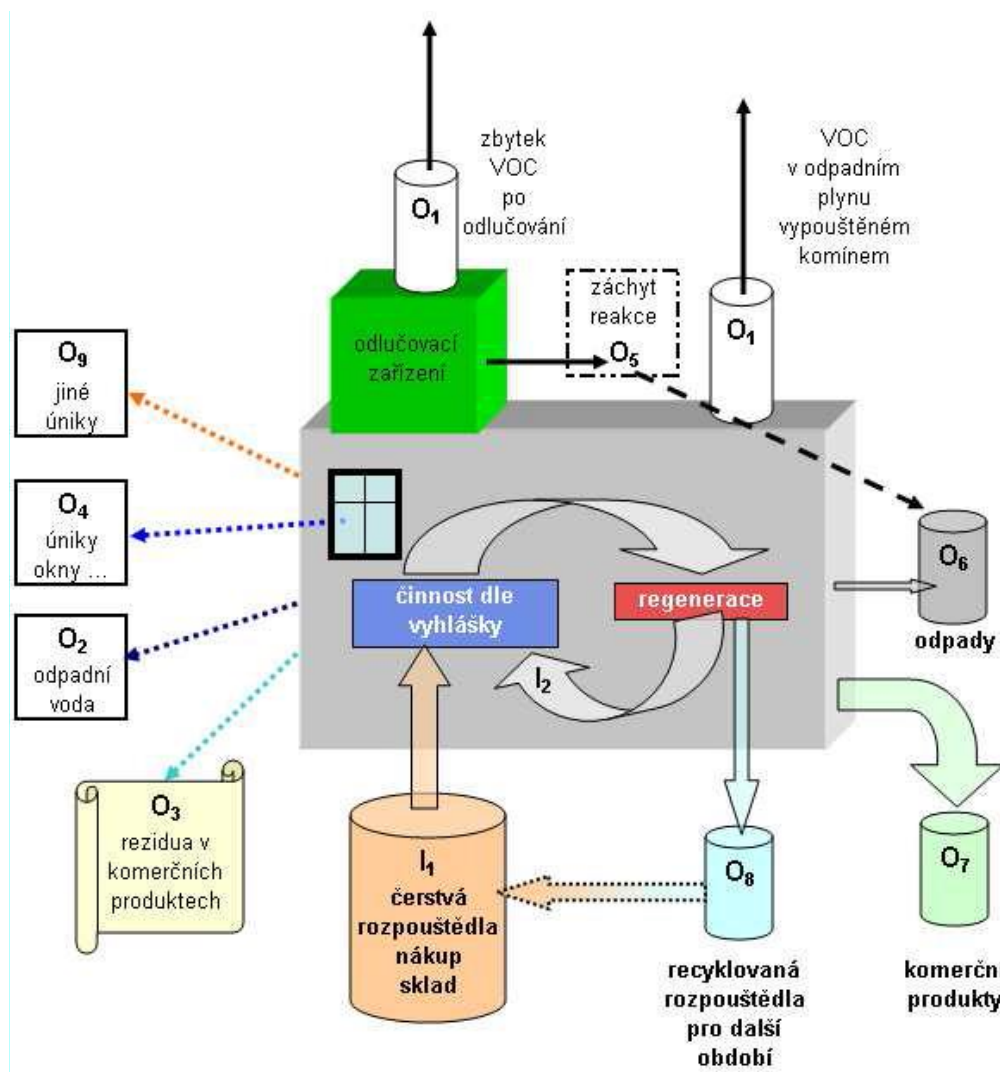 zbytek
VOC
po
odlučování
O₁
VOC
v odpadním
plynu
vypouštěném
komínem
O₁
záchyt
reakce
O₅
odlučovací
zařízení
O₉
jiné
úniky
O₄
úniky
okny ...
O₂
odpadní
voda
O₃
rezidua v
komerčních
produktech
činnost dle
vyhlášky
regenerace
I₂
O₆
odpady
I₁
čerstvá
rozpouštědla
nákup
sklad
O₈
recyklovaná
rozpouštědla
pro další
období
O₇
komerčn
produkty